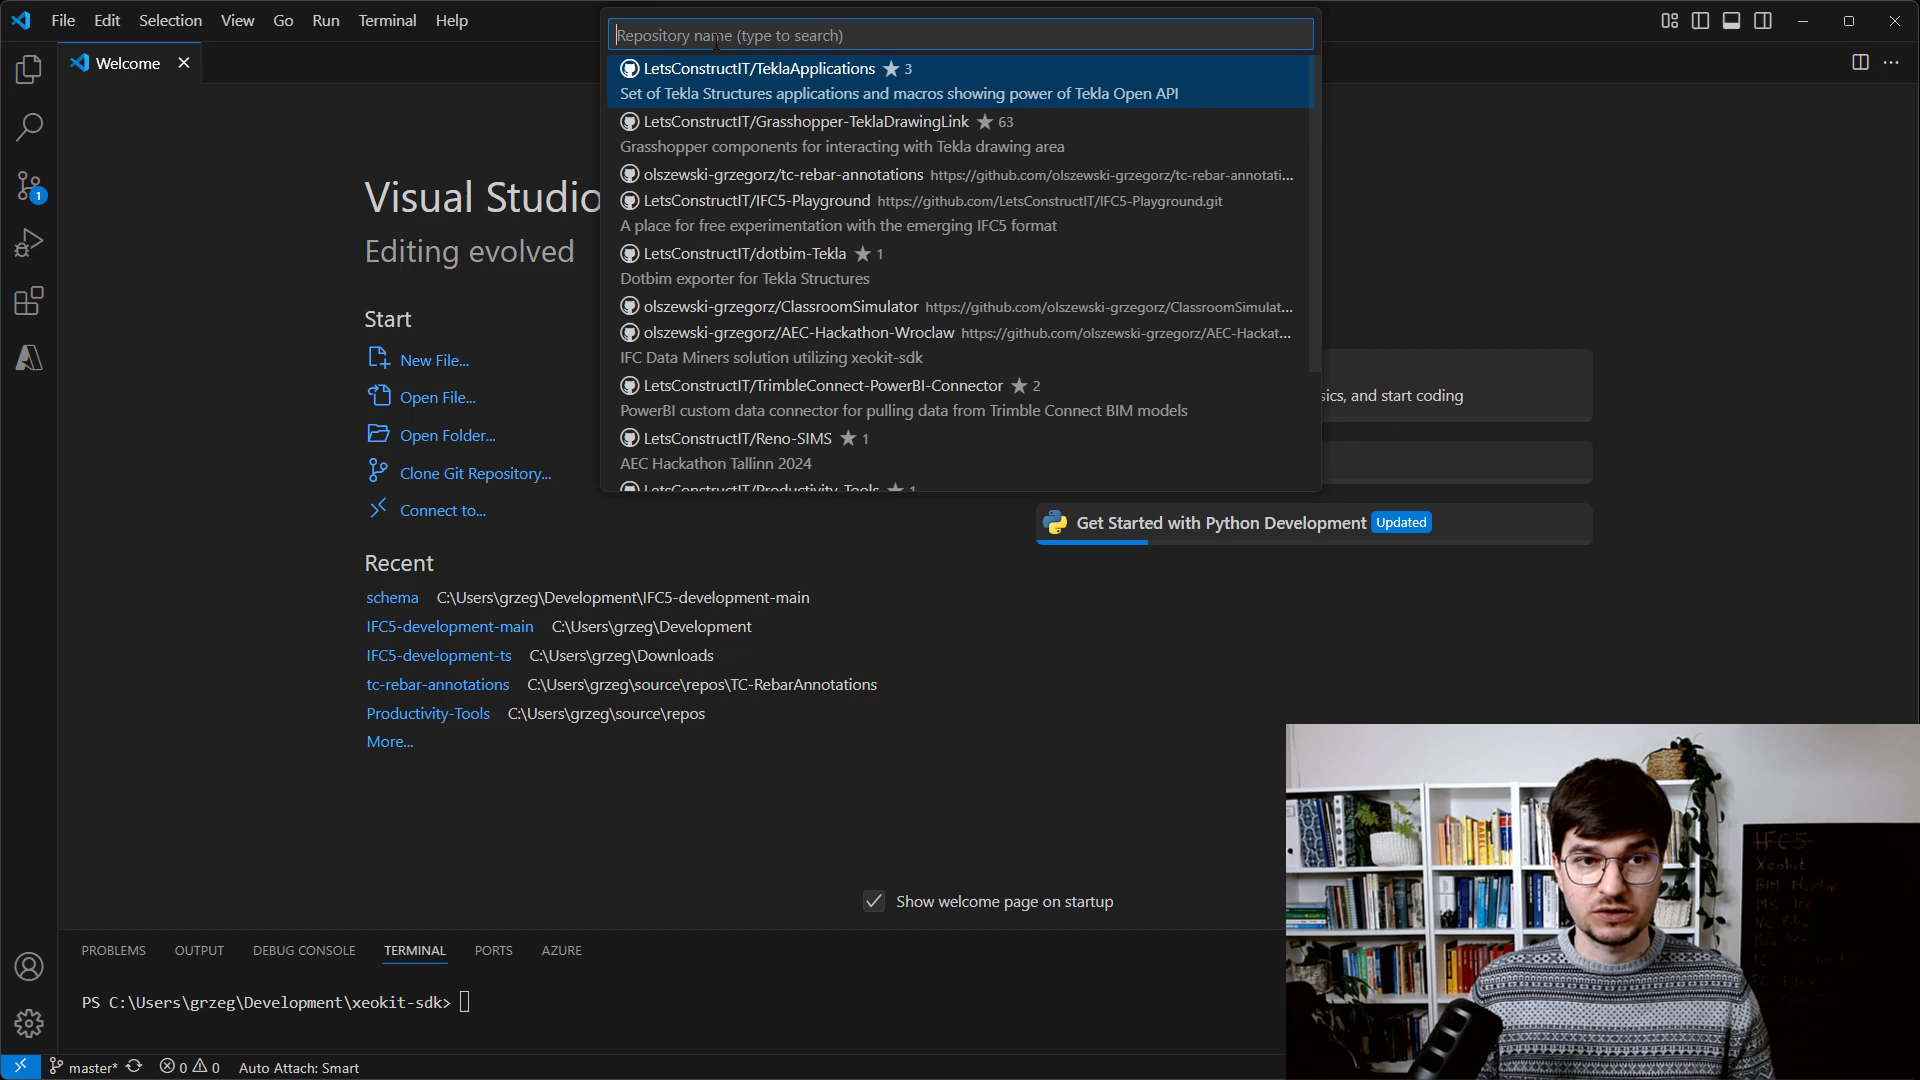 File Edit Selection View Go Run Terminal Help
Repository name (type to search)
Welcome
LetsConstructIT/TeklaApplications ★ 3
Set of Tekla Structures applications and macros showing power of Tekla Open API
LetsConstructIT/Grasshopper-TeklaDrawingLink ★ 63
Grasshopper components for interacting with Tekla drawing area
olszewski-grzegorz/tc-rebar-annotations https://github.com/olszewski-grzegorz/tc-rebar-annotati...
LetsConstructIT/IFC5-Playground https://github.com/LetsConstructIT/IFC5-Playground.git
A place for free experimentation with the emerging IFC5 format
LetsConstructIT/dotbim-Tekla ★ 1
Dotbim exporter for Tekla Structures
olszewski-grzegorz/ClassroomSimulator https://github.com/olszewski-grzegorz/ClassroomSimulat...
olszewski-grzegorz/AEC-Hackathon-Wroclaw https://github.com/olszewski-grzegorz/AEC-Hackat...
IFC Data Miners solution utilizing xeokit-sdk
LetsConstructIT/TrimbleConnect-PowerBI-Connector ★ 2
PowerBI custom data connector for pulling data from Trimble Connect BIM models
LetsConstructIT/Reno-SIMS ★ 1
AEC Hackathon Tallinn 2024
LetsConstructIT/Productivity-Tools ★ 1
1
Visual Studio
Editing evolved
Start
New File...
Open File...
Open Folder...
Clone Git Repository...
Connect to...
Recent
schema C:\Users\grzeg\Development\IFC5-development-main
IFC5-development-main C:\Users\grzeg\Development
IFC5-development-ts C:\Users\grzeg\Downloads
tc-rebar-annotations C:\Users\grzeg\source\repos\TC-RebarAnnotations
Productivity-Tools C:\Users\grzeg\source\repos
More...
sics, and start coding
Get Started with Python Development Updated
Show welcome page on startup
PROBLEMS OUTPUT DEBUG CONSOLE TERMINAL PORTS AZURE
PS C:\Users\grzeg\Development\xeokit-sdk>
master* 0 0 Auto Attach: Smart
IFC5
Xeokit